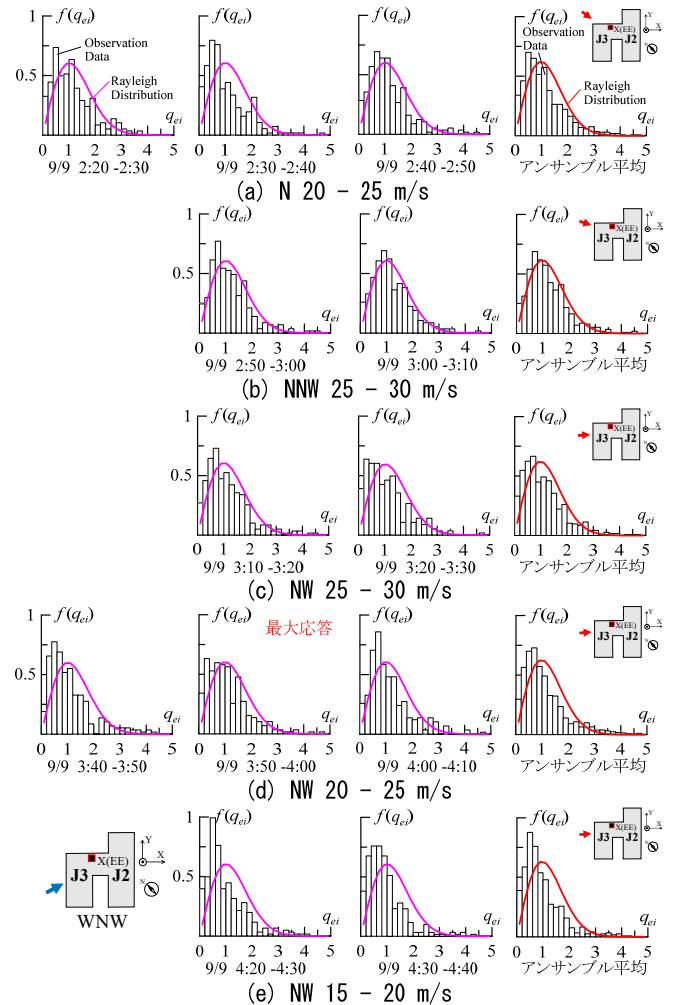 f(qei) f(qei) f(qei) f(qei)
1 Observation Data Rayleigh Distribution 0.5 qei qei qei Observation Data Rayleigh Distribution qei
J3 X(EE) J2 Y X N
0 1 2 3 4 5 0 1 2 3 4 5 0 1 2 3 4 5 0 1 2 3 4 5
9/9 2:20 -2:30 9/9 2:30 -2:40 9/9 2:40 -2:50 アンサンブル平均
(a) N 20 - 25 m/s
f(qei) f(qei) f(qei)
1 0.5 qei qei qei
J3 X(EE) J2 Y X N
0 1 2 3 4 5 0 1 2 3 4 5 0 1 2 3 4 5
9/9 2:50 -3:00 9/9 3:00 -3:10 アンサンブル平均
(b) NNW 25 - 30 m/s
f(qei) f(qei) f(qei)
1 0.5 qei qei qei
J3 X(EE) J2 Y X N
0 1 2 3 4 5 0 1 2 3 4 5 0 1 2 3 4 5
9/9 3:10 -3:20 9/9 3:20 -3:30 アンサンブル平均
(c) NW 25 - 30 m/s
f(qei) f(qei) f(qei) f(qei)
最大応答
1 0.5 qei qei qei qei
J3 X(EE) J2 Y X N
0 1 2 3 4 5 0 1 2 3 4 5 0 1 2 3 4 5 0 1 2 3 4 5
9/9 3:40 -3:50 9/9 3:50 -4:00 9/9 4:00 -4:10 アンサンブル平均
(d) NW 20 - 25 m/s
f(qei) f(qei) f(qei)
1 0.5 qei qei qei
J3 X(EE) J2 Y X N
J3 X(EE) J2 Y X N
WNW
0 1 2 3 4 5 0 1 2 3 4 5 0 1 2 3 4 5
9/9 4:20 -4:30 9/9 4:30 -4:40 アンサンブル平均
(e) NW 15 - 20 m/s